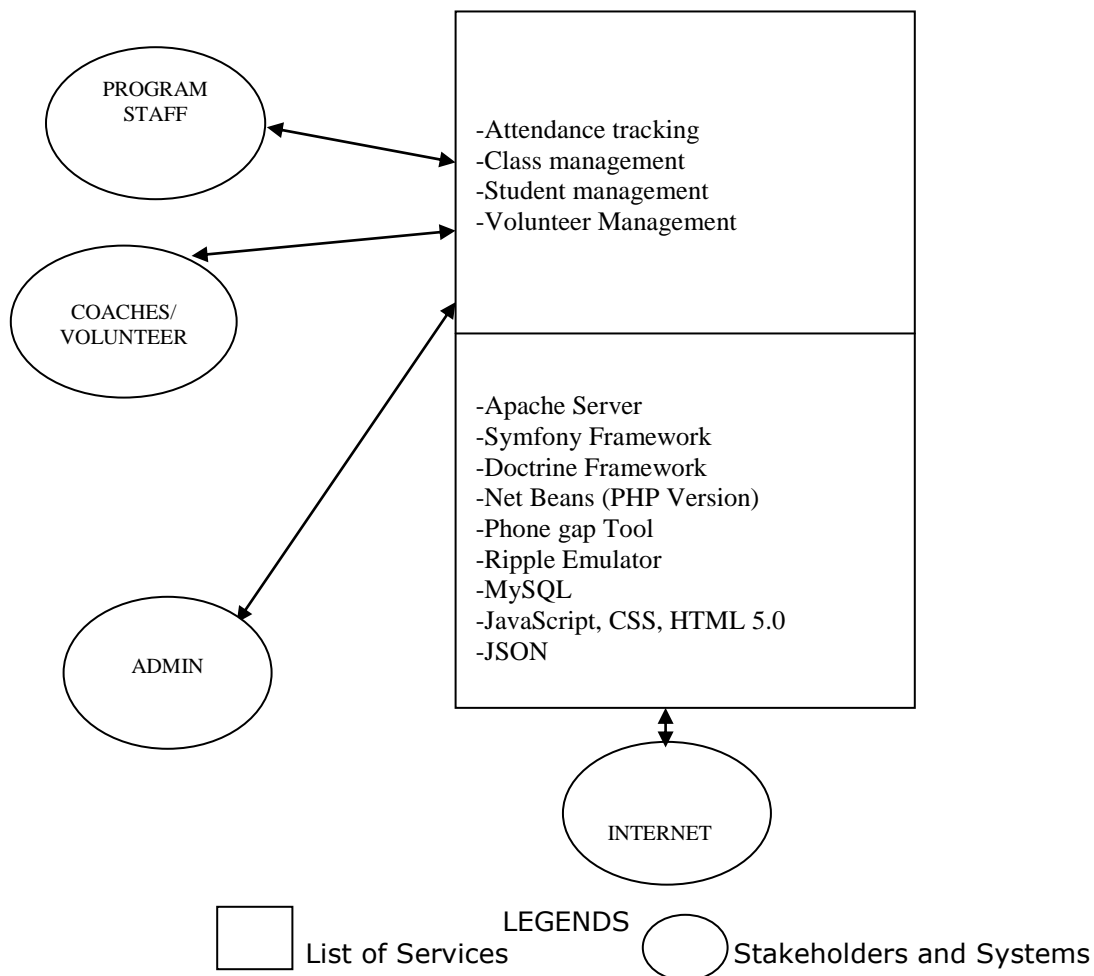 PROGRAM
STAFF
-Attendance tracking
-Class management
-Student management
-Volunteer Management
COACHES/
VOLUNTEER
-Apache Server
-Symfony Framework
-Doctrine Framework
-Net Beans (PHP Version)
-Phone gap Tool
-Ripple Emulator
-MySQL
-JavaScript, CSS, HTML 5.0
-JSON
ADMIN
INTERNET
LEGENDS
List of Services
Stakeholders and Systems